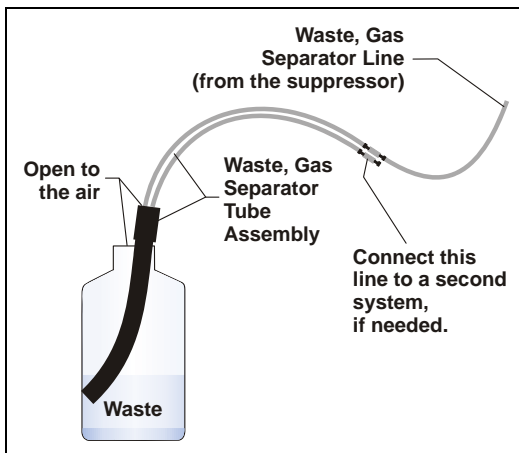 Waste, Gas
Separator Line
(from the suppressor)
Open to
the air
Waste, Gas
Separator
Tube
Assembly
Connect this
line to a second
system,
if needed.
Waste